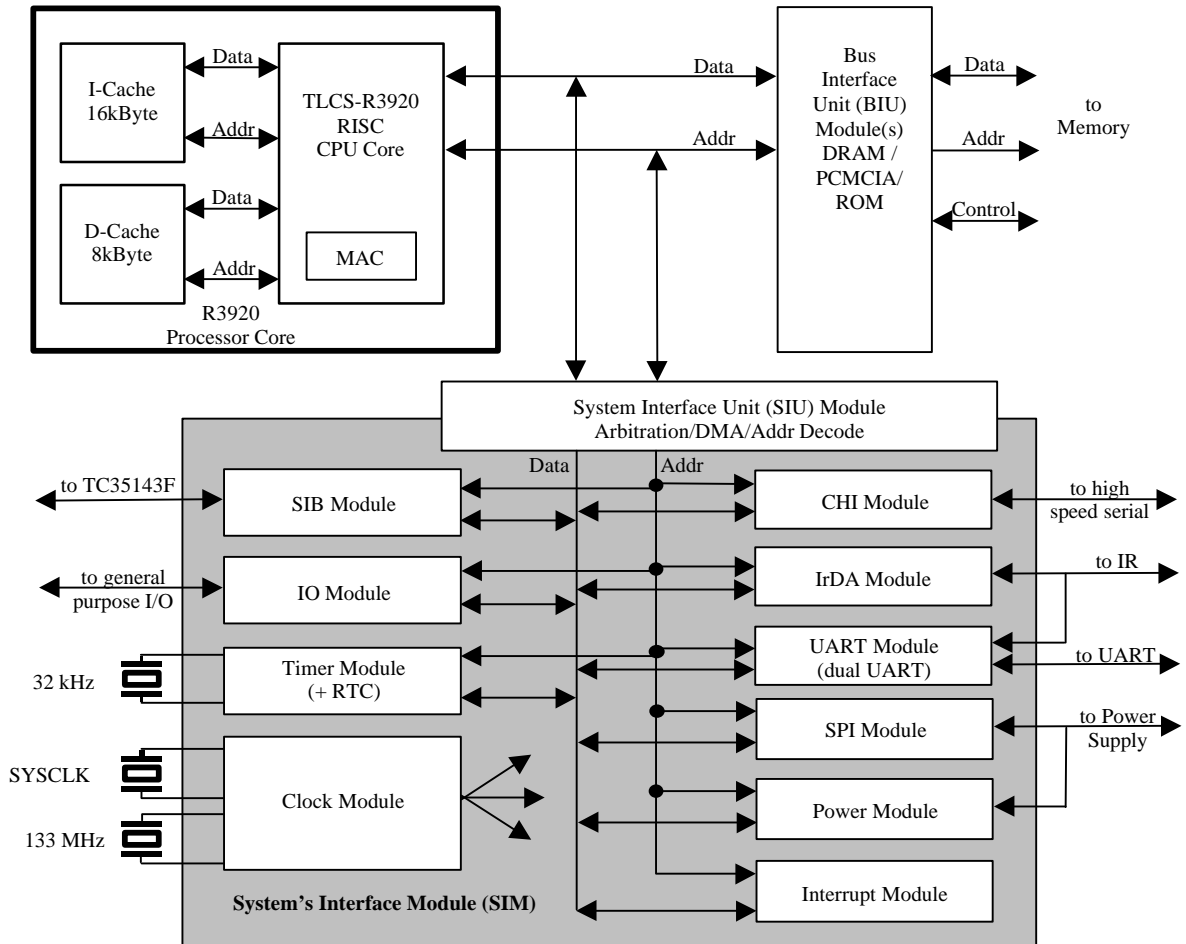 I-Cache
16kByte
Data
Addr
D-Cache
8kByte
Data
Addr
TLCS-R3920
RISC
CPU Core
MAC
R3920
Processor Core
Data
Addr
Bus
Interface
Unit (BIU)
Module(s)
DRAM /
PCMCIA/
ROM
Data
to
Memory
Addr
Control
System Interface Unit (SIU) Module
Arbitration/DMA/Addr Decode
Data
Addr
to TC35143F
SIB Module
CHI Module
to high
speed serial
to general
purpose I/O
IO Module
IrDA Module
to IR
32 kHz
Timer Module
(+ RTC)
UART Module
(dual UART)
to UART
SYSCLK
133 MHz
Clock Module
SPI Module
to Power
Supply
Power Module
Interrupt Module
System's Interface Module (SIM)